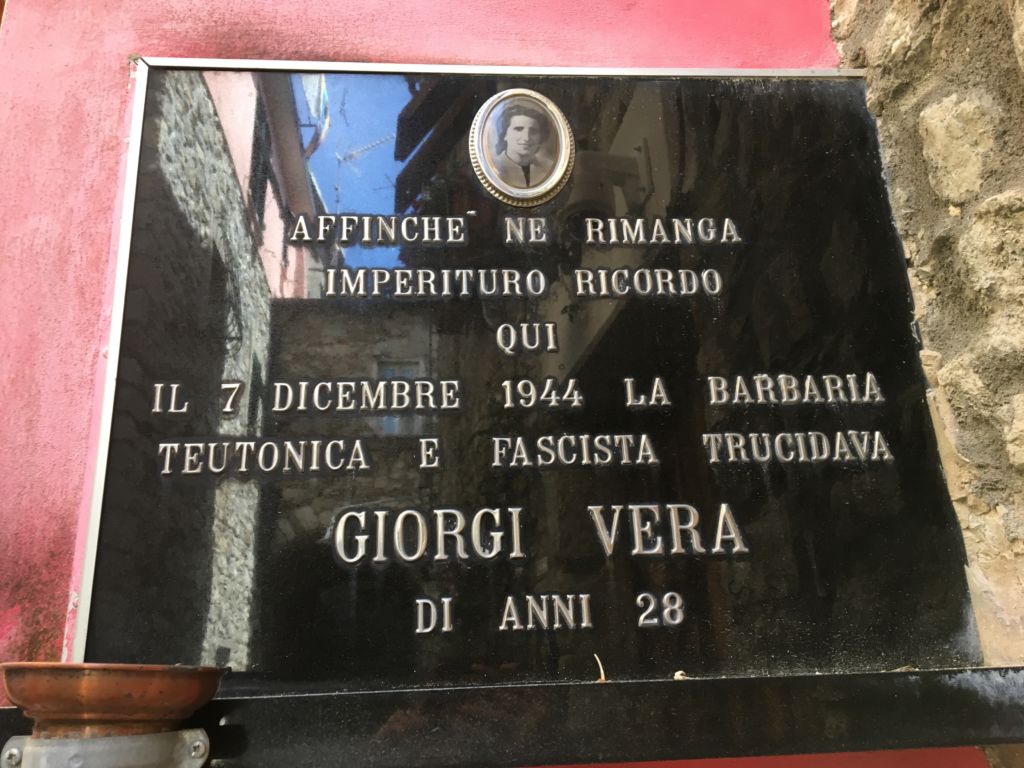 AFFINCHE` NE RIMANGA
IMPERITURO RICORDO
QUI
IL 7 DICEMBRE 1944 LA BARBARIA
TEUTONICA E FASCISTA TRUCIDAVA
GIORGI VERA
DI ANNI 28